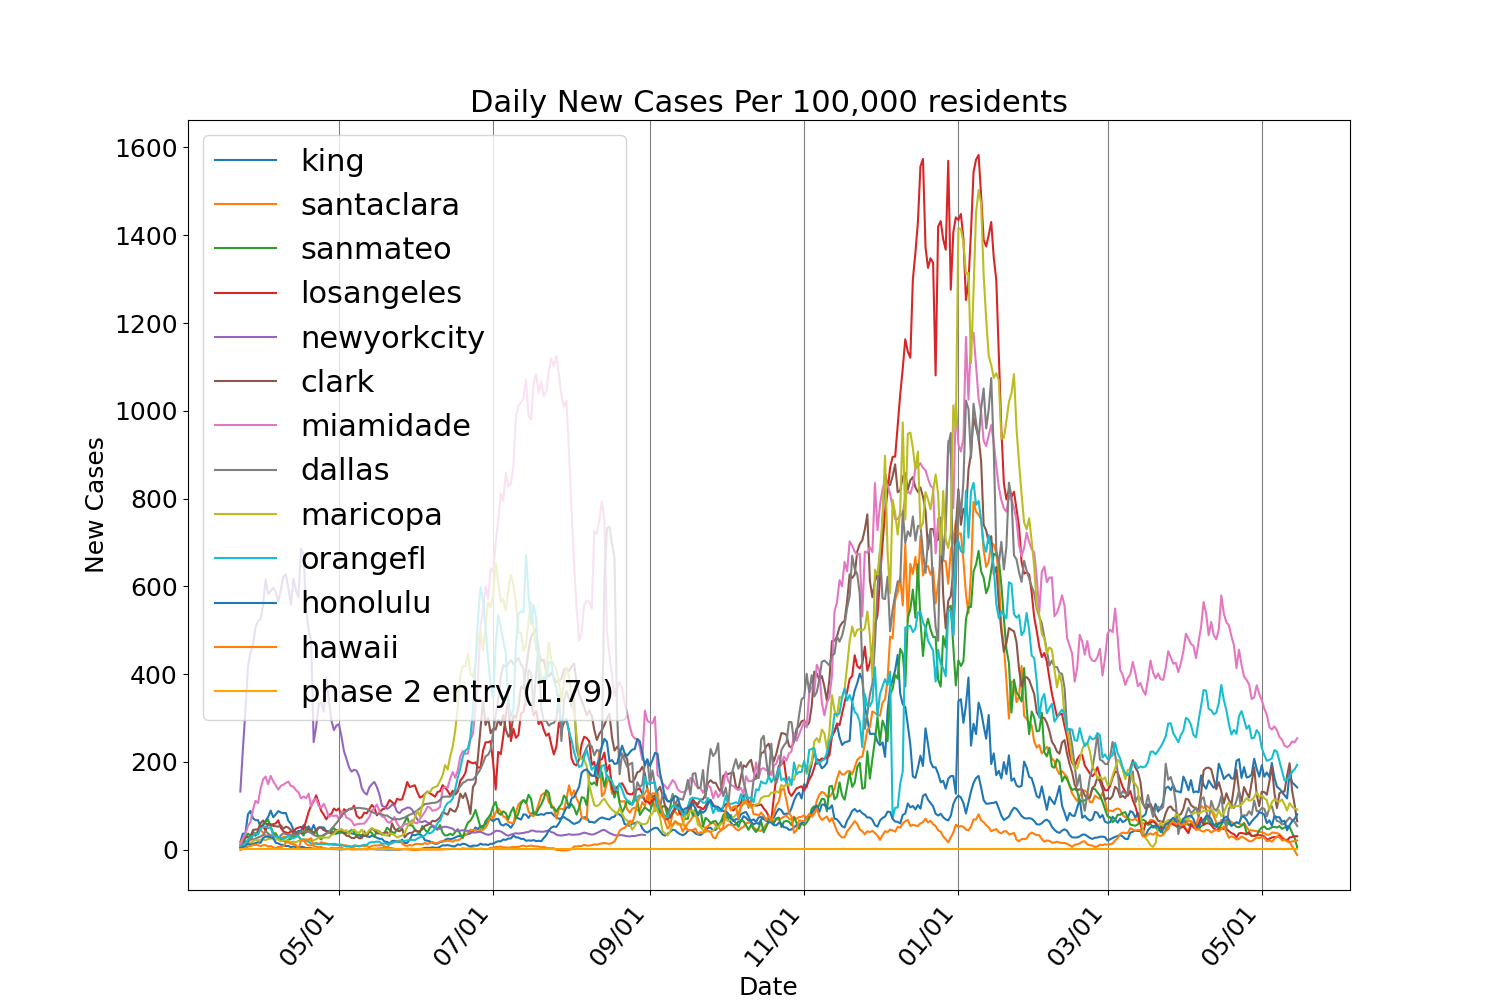 Daily New Cases Per 100,000 residents
1600
1400
1200
1000
800
600
400
200
0
New Cases
king
santaclara
sanmateo
losangeles
newyorkcity
clark
miamidade
dallas
maricopa
orangefl
honolulu
hawaii
phase 2 entry (1.79)
05/01
07/01
09/01
11/01
01/01
03/01
05/01
Date